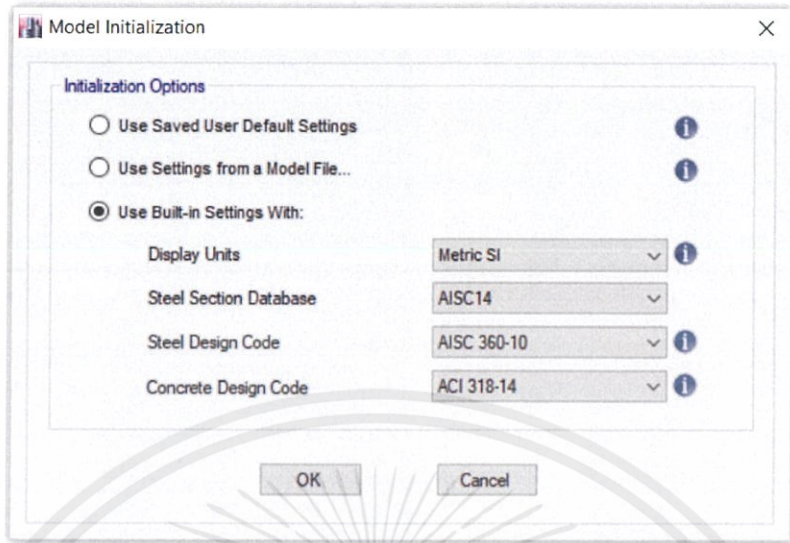 Model Initialization
Initialization Options
Use Saved User Default Settings
Use Settings from a Model File...
Use Built-in Settings With:
Display Units Metric SI
Steel Section Database AISC14
Steel Design Code AISC 360-10
Concrete Design Code ACI 318-14
OK Cancel